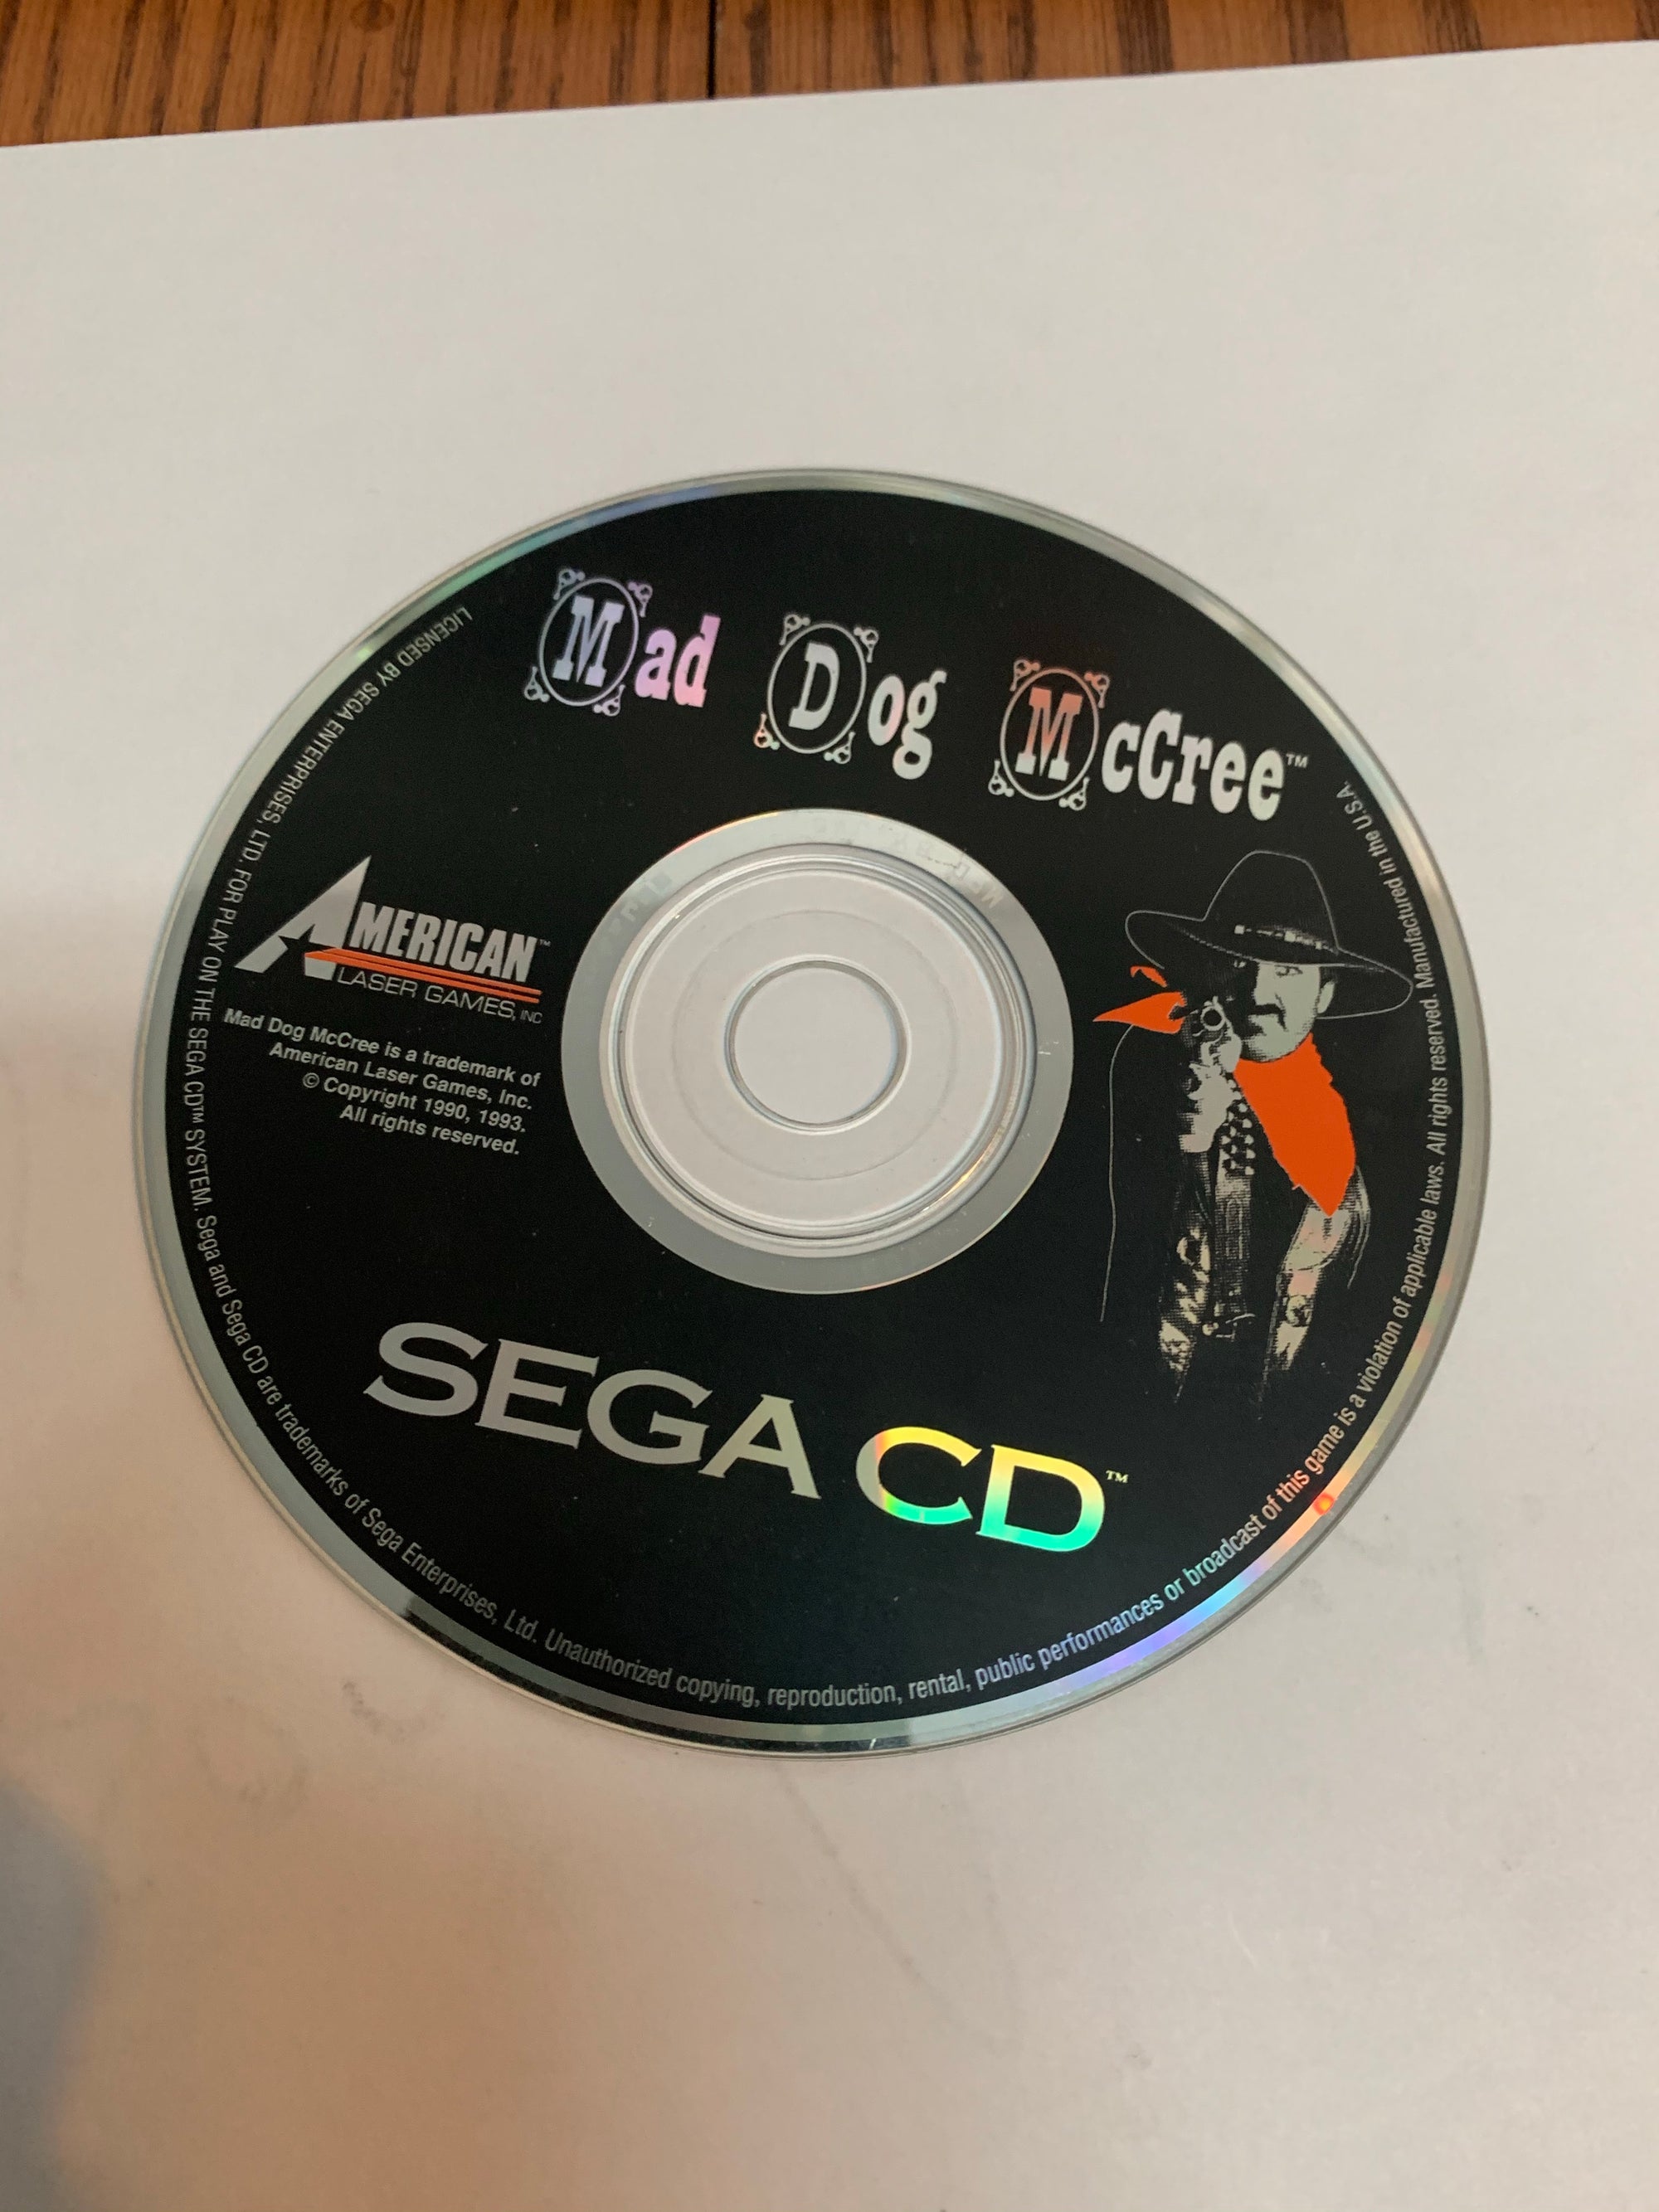 Mad Dog McCree™
AMERICAN™
LASER GAMES, INC
Mad Dog McCree is a trademark of
American Laser Games, Inc.
© Copyright 1990, 1993.
All rights reserved.
SEGA CD™
LICENSED BY SEGA ENTERPRISES, LTD. FOR PLAY ON THE SEGA CD™ SYSTEM. Sega and Sega CD are trademarks of Sega Enterprises, Ltd. Unauthorized copying, reproduction, rental, public performances or broadcast of this game is a violation of applicable laws. All rights reserved. Manufactured in the U.S.A.